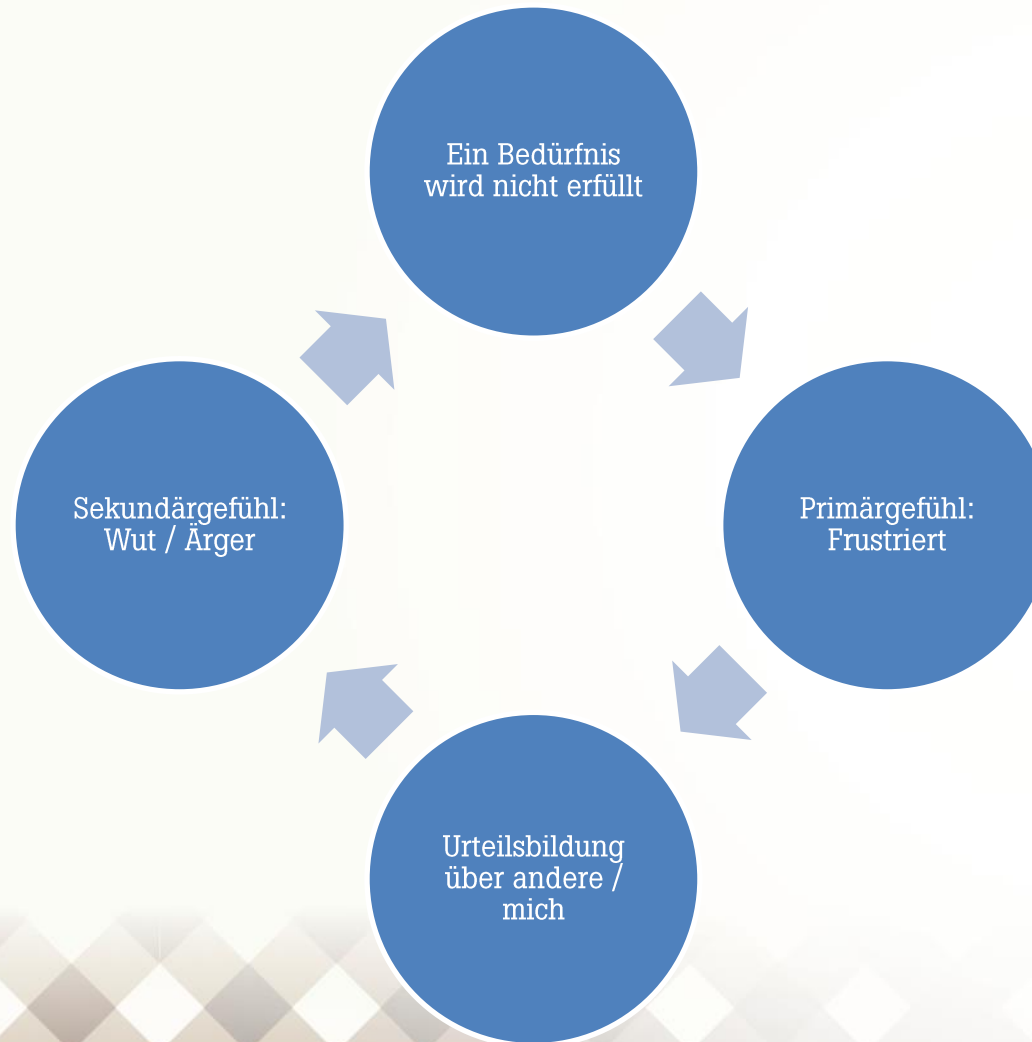 Ein Bedürfnis
wird nicht erfüllt
Primärgefühl:
Frustriert
Urteilsbildung
über andere /
mich
Sekundärgefühl:
Wut / Ärger